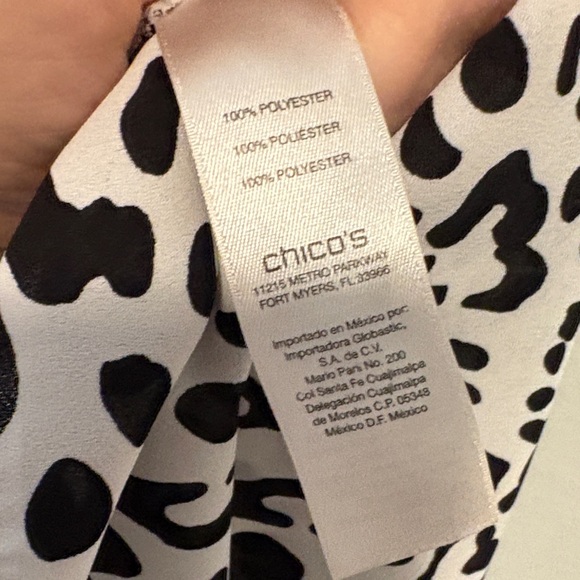 100% POLYESTER
100% POLIÉSTER
100% POLYESTER
chico's
11215 METRO PARKWAY
FORT MYERS, FL.33966
Importado en México por:
Importadora Globastic,
S.A. de C.V.
Mario Pani No. 200
Col Santa Fe Cuajimalpa
Delegación Cuajimalpa
de Morelos C.P. 05348
México D.F. México